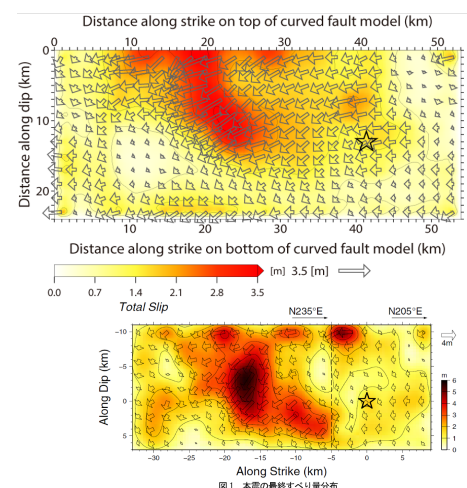 Distance along strike on top of curved fault model (km)
0 10 20 30 40 50
Distance along dip (km)
0
10
20
10 20 30 40 50
Distance along strike on bottom of curved fault model (km)
[m] 3.5 [m]
0.0 0.7 1.4 2.1 2.8 3.5
Total Slip
N235°E N205°E
4m
Along Dip (km)
-10
-5
0
5
m
6
5
4
3
2
1
0
-30 -25 -20 -15 -10 -5 0 5
Along Strike (km)
図1 本震の最終すべり量分布